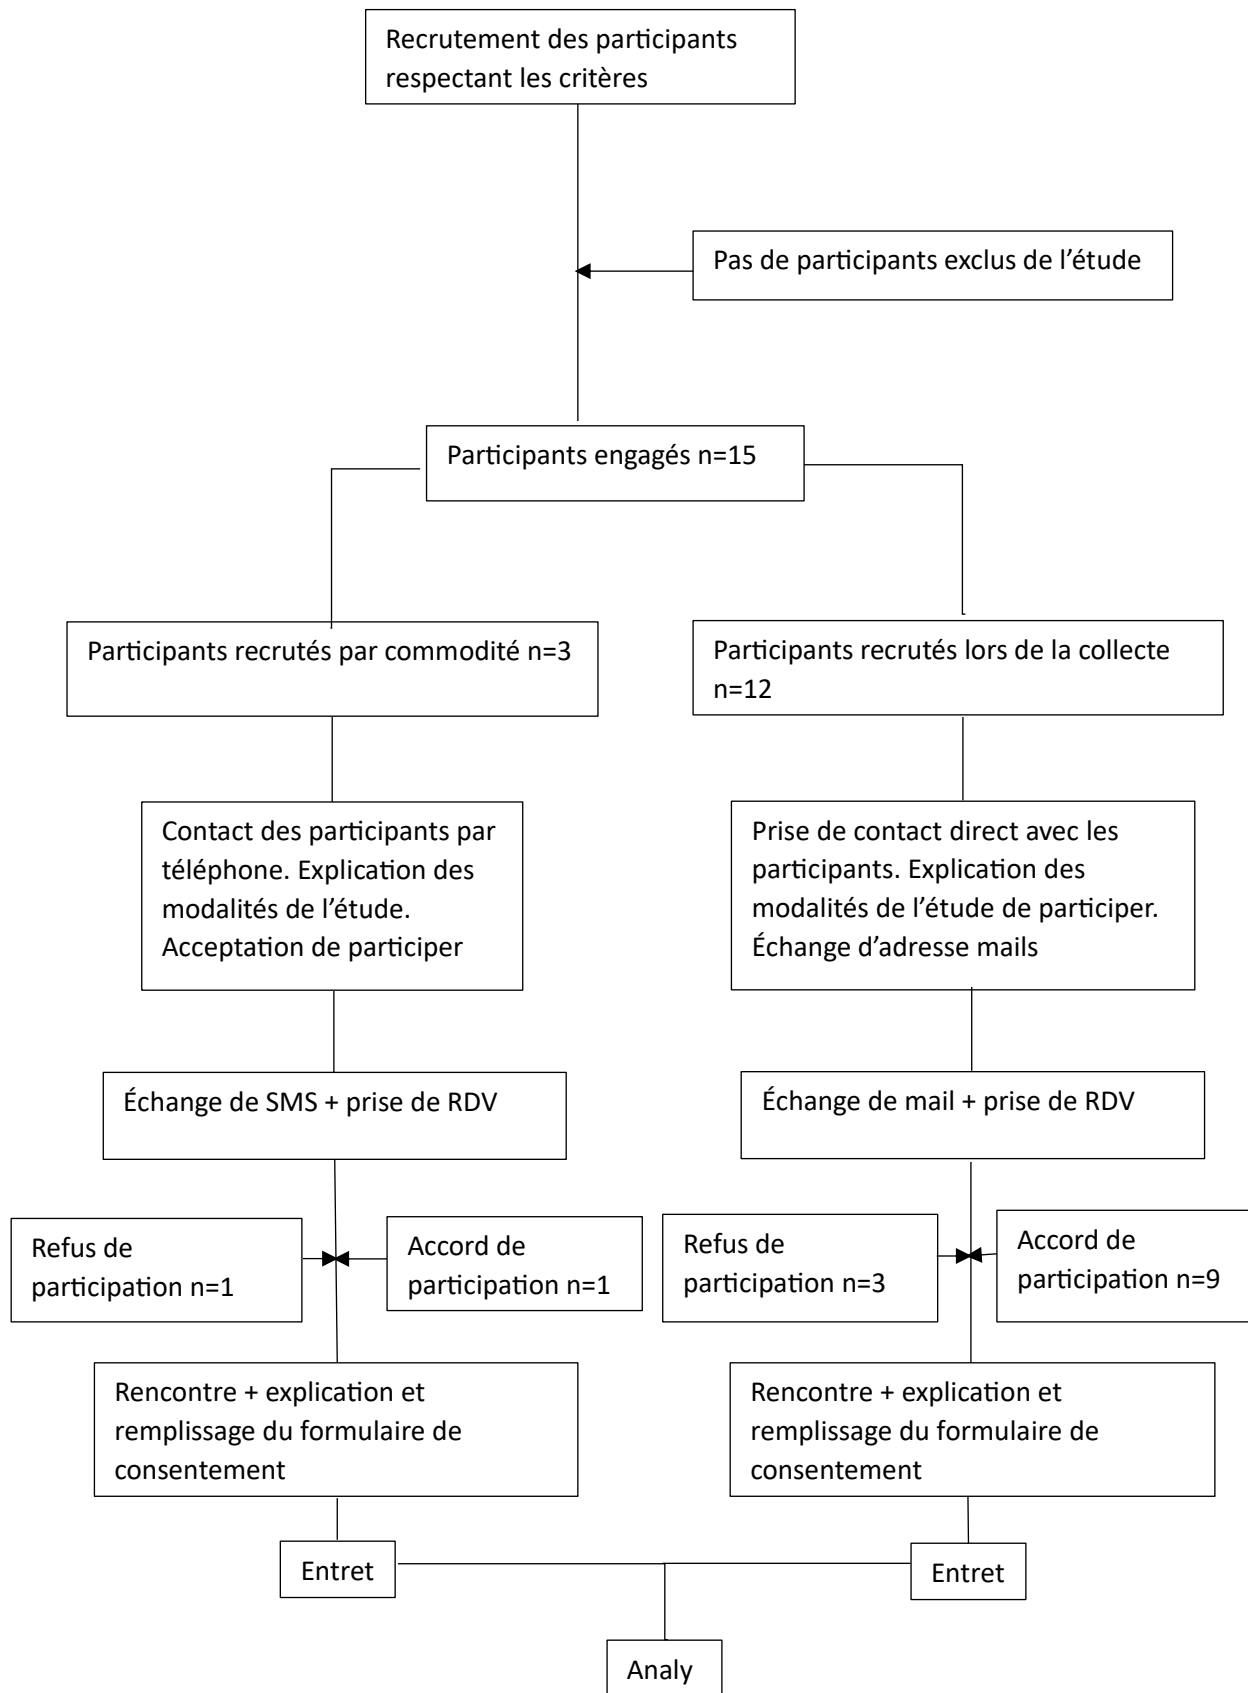 Recrutement des participants
respectant les critères
Pas de participants exclus de l’étude
Participants engagés n=15
Participants recrutés par commodité n=3
Participants recrutés lors de la collecte
n=12
Contact des participants par
téléphone. Explication des
modalités de l’étude.
Acceptation de participer
Prise de contact direct avec les
participants. Explication des
modalités de l’étude de participer.
Échange d’adresse mails
Échange de SMS + prise de RDV
Échange de mail + prise de RDV
Refus de
participation n=1
Accord de
participation n=1
Refus de
participation n=3
Accord de
participation n=9
Rencontre + explication et
remplissage du formulaire de
consentement
Rencontre + explication et
remplissage du formulaire de
consentement
Entret
Entret
Analy